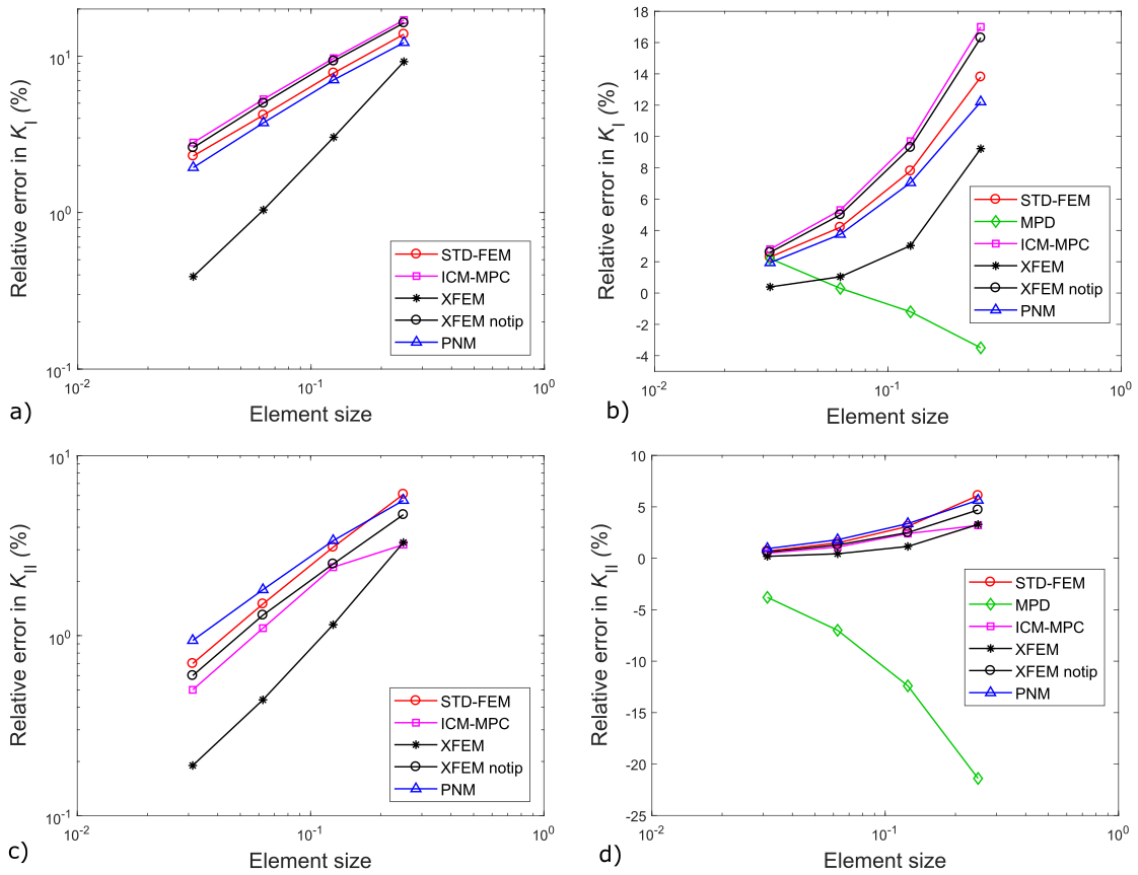 Relative error in K_I (%)
10^1
10^0
10^-1
10^-2
10^-1
10^0
Element size
STD-FEM
ICM-MPC
XFEM
XFEM notip
PNM
a)
Relative error in K_I (%)
18
16
14
12
10
8
6
4
2
0
-2
-4
10^-2
10^-1
10^0
Element size
STD-FEM
MPD
ICM-MPC
XFEM
XFEM notip
PNM
b)
Relative error in K_II (%)
10^1
10^0
10^-1
10^-2
10^-1
10^0
Element size
STD-FEM
ICM-MPC
XFEM
XFEM notip
PNM
c)
Relative error in K_II (%)
10
5
0
-5
-10
-15
-20
-25
10^-2
10^-1
10^0
Element size
STD-FEM
MPD
ICM-MPC
XFEM
XFEM notip
PNM
d)